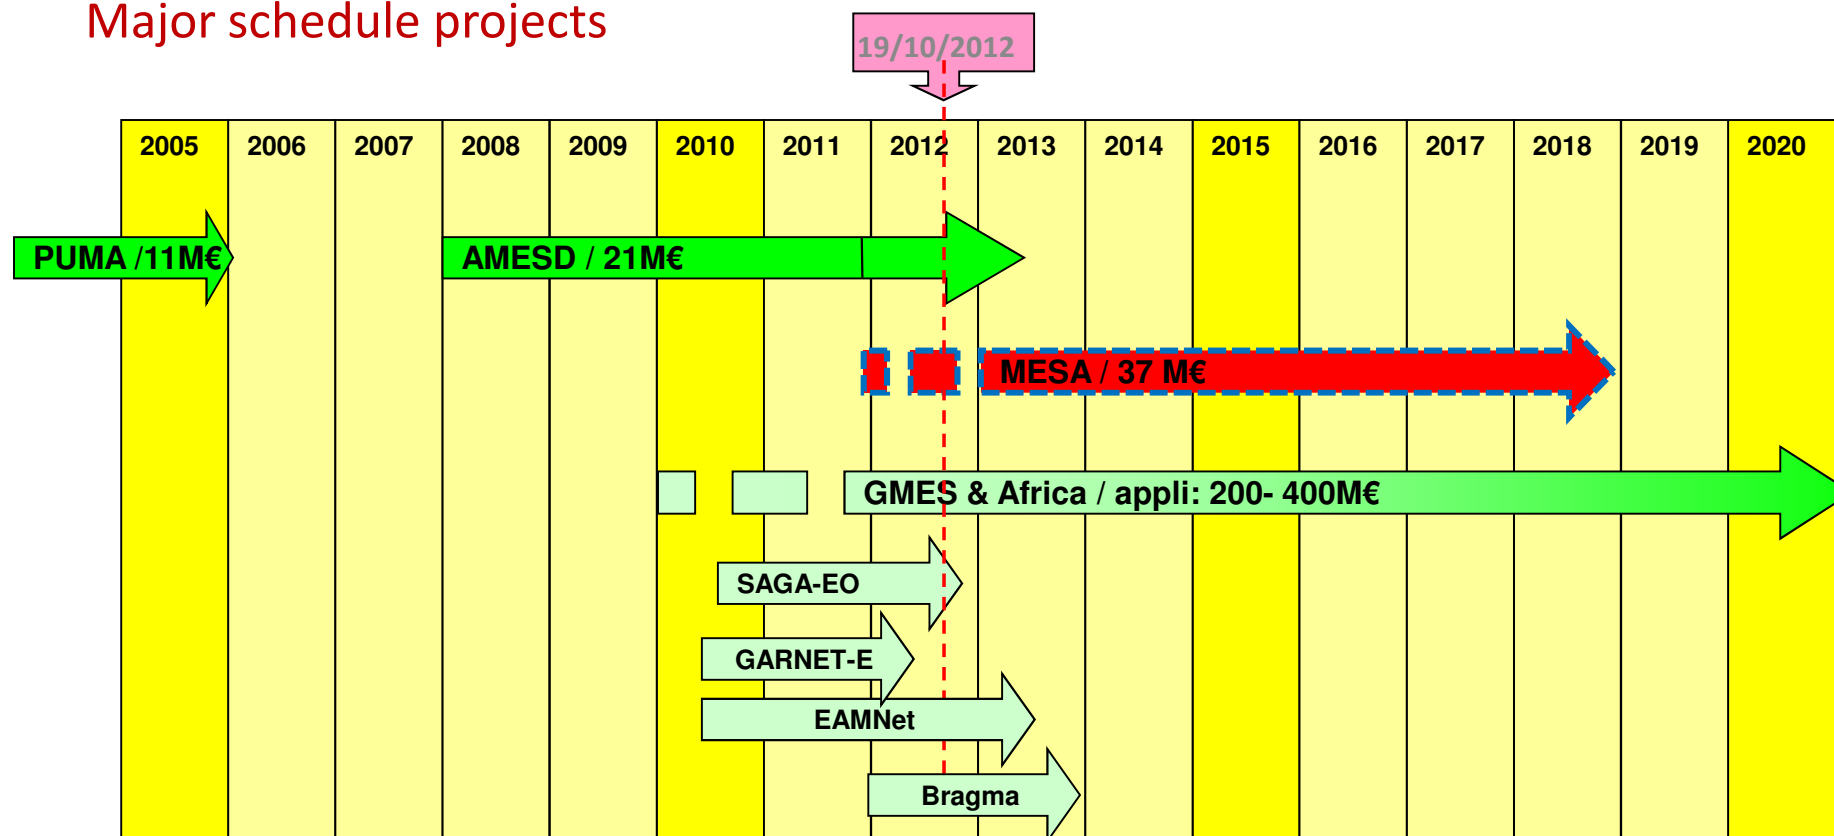 Major schedule projects
19/10/2012
2005 2006 2007 2008 2009 2010 2011 2012 2013 2014 2015 2016 2017 2018 2019 2020
PUMA /11M€ AMESD / 21M€
MESA / 37 M€
GMES & Africa / appli: 200- 400M€
SAGA-EO
GARNET-E
EAMNet
Bragma